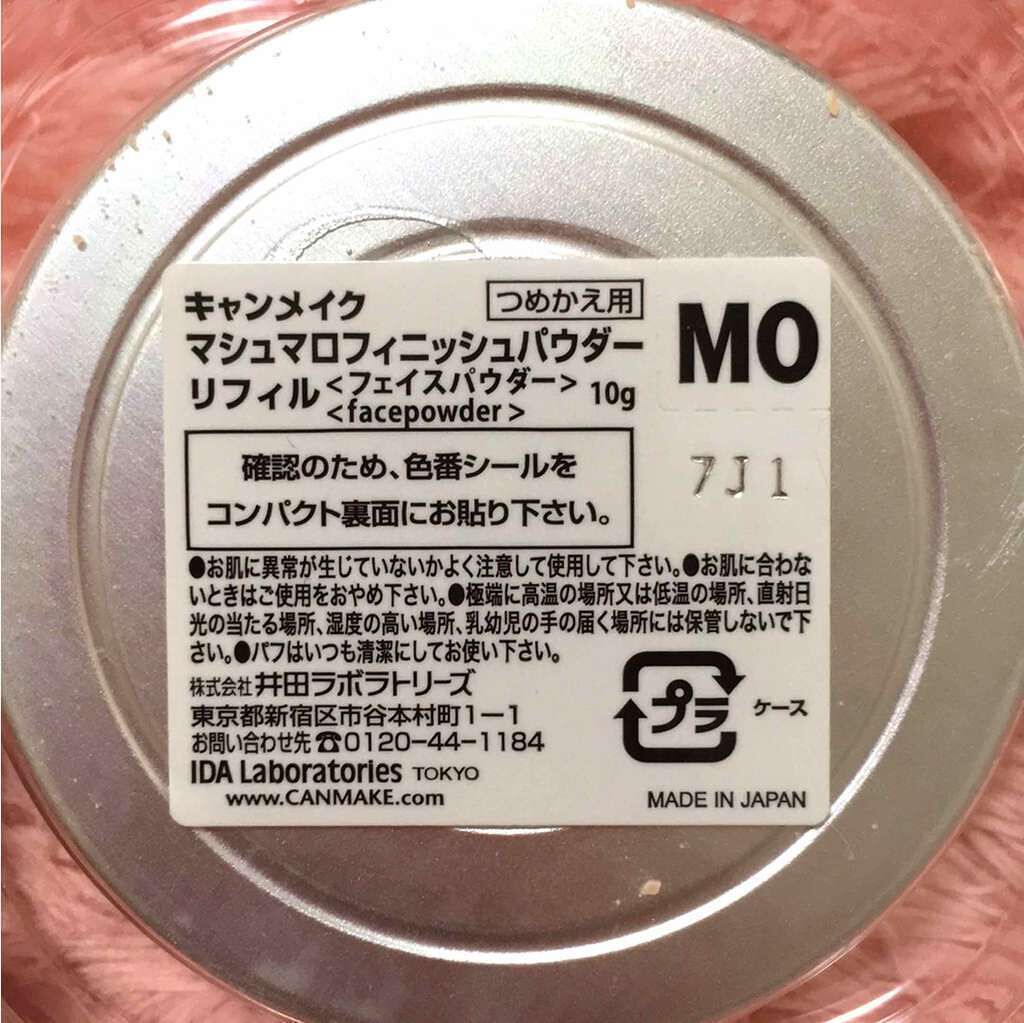 キャンメイク
つめかえ用
MO
マシュマロフィニッシュパウダー
リフィル<フェイスパウダー>
<facepowder>
10g
確認のため、色番シールを
コンパクト裏面にお貼り下さい。
7J1
●お肌に異常が生じていないかよく注意して使用して下さい。●お肌に合わな
いときはご使用をおやめ下さい。●極端に高温の場所又は低温の場所、直射日
光の当たる場所、湿度の高い場所、乳幼児の手の届く場所には保管しないで下
さい。●パフはいつも清潔にしてお使い下さい。
株式会社 井田ラボラトリーズ
東京都新宿区市谷本村町1-1
お問い合わせ先☎0120-44-1184
IDA Laboratories TOKYO
www.CANMAKE.com
プラ
ケース
MADE IN JAPAN